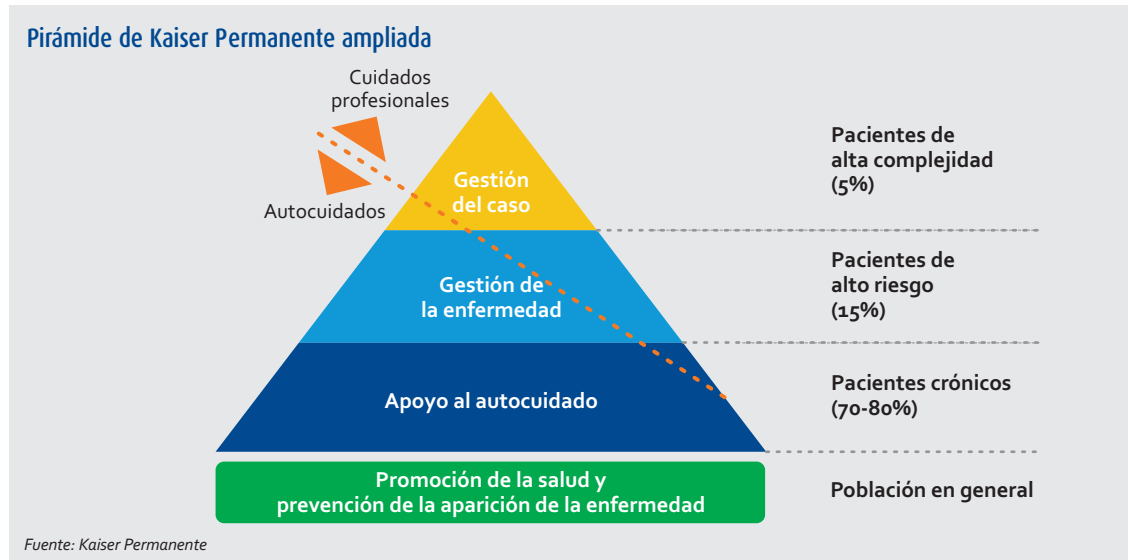 Pirámide de Kaiser Permanente ampliada
Cuidados
profesionales
Autocuidados
Gestión
del caso
Pacientes de
alta complejidad
(5%)
Gestión de
la enfermedad
Pacientes de
alto riesgo
(15%)
Apoyo al autocuidado
Pacientes crónicos
(70-80%)
Promoción de la salud y
prevención de la aparición de la enfermedad
Población en general
Fuente: Kaiser Permanente